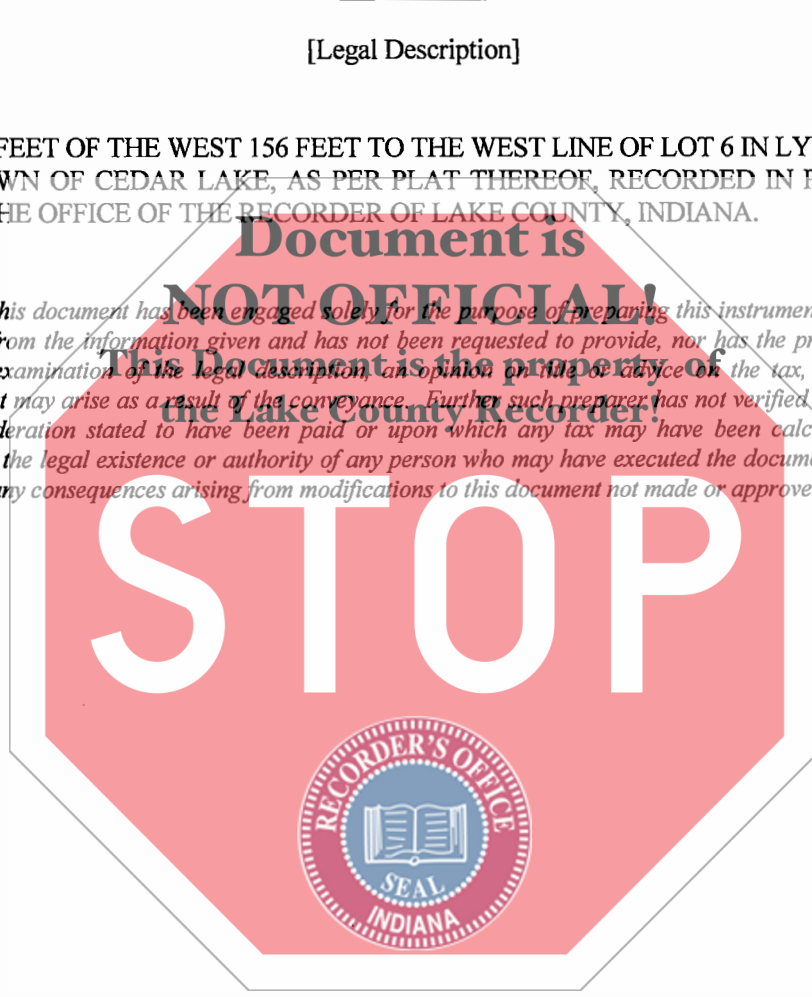 [Legal Description]
FEET OF THE WEST 156 FEET TO THE WEST LINE OF LOT 6 IN LY
WN OF CEDAR LAKE, AS PER PLAT THEREOF, RECORDED IN
HE OFFICE OF THE RECORDER OF LAKE COUNTY, INDIANA.
Document is
NOT OFFICIAL!
This Document is the property of
the Lake County Recorder!
his document has been engaged solely for the purpose of preparing this instrumen
rom the information given and has not been requested to provide, nor has the pr
xamination of the legal description, an opinion on title or advice on the tax,
t may arise as a result of the conveyance. Further such preparer has not verified
deration stated to have been paid or upon which any tax may have been calc
the legal existence or authority of any person who may have executed the docum
ny consequences arising from modifications to this document not made or approve
STOP
RECORDER'S OFFICE
SEAL
INDIANA